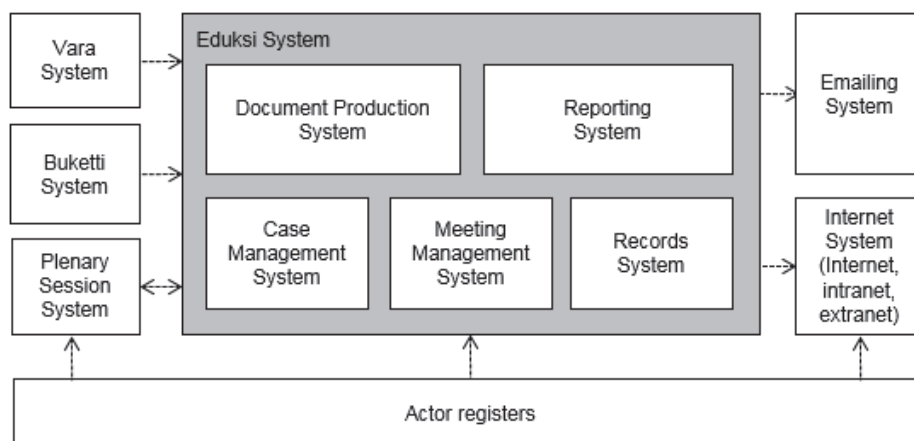 Vara
System
Buketti
System
Plenary
Session
System
Eduksi System
Document Production
System
Reporting
System
Case
Management
System
Meeting
Management
System
Records
System
Emailing
System
Internet
System
(Internet,
intranet,
extranet)
Actor registers